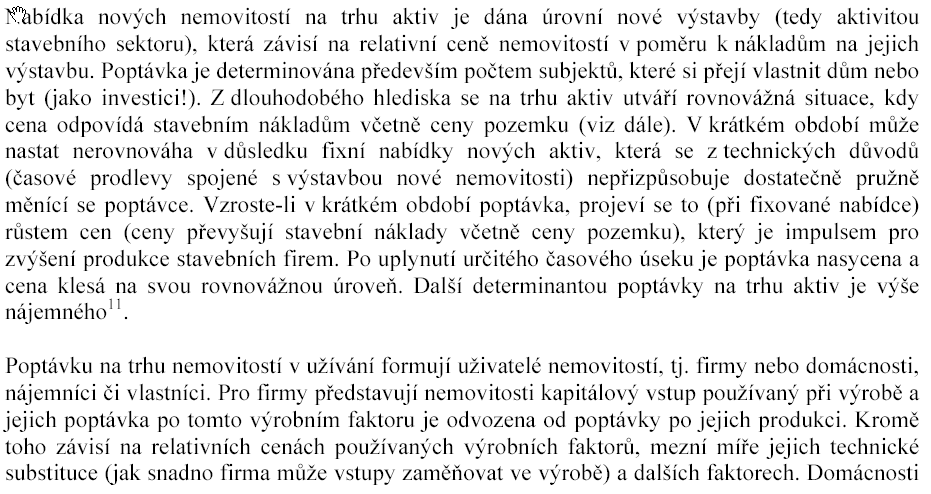 Nabídka nových nemovitostí na trhu aktiv je dána úrovní nové výstavby (tedy aktivitou
stavebního sektoru), která závisí na relativní ceně nemovitostí v poměru k nákladům na jejich
výstavbu. Poptávka je determinována především počtem subjektů, které si přejí vlastnit dům nebo
byt (jako investici!). Z dlouhodobého hlediska se na trhu aktiv utváří rovnovážná situace, kdy
cena odpovídá stavebním nákladům včetně ceny pozemku (viz dále). V krátkém období může
nastat nerovnováha v důsledku fixní nabídky nových aktiv, která se z technických důvodů
(časové prodlevy spojené s výstavbou nové nemovitosti) nepřizpůsobuje dostatečně pružně
měnící se poptávce. Vzroste-li v krátkém období poptávka, projeví se to (při fixované nabídce)
růstem cen (ceny převyšují stavební náklady včetně ceny pozemku), který je impulsem pro
zvýšení produkce stavebních firem. Po uplynutí určitého časového úseku je poptávka nasycena a
cena klesá na svou rovnovážnou úroveň. Další determinantou poptávky na trhu aktiv je výše
nájemného11.
Poptávku na trhu nemovitostí v užívání formují uživatelé nemovitostí, tj. firmy nebo domácnosti,
nájemníci či vlastníci. Pro firmy představují nemovitosti kapitálový vstup používaný při výrobě a
jejich poptávka po tomto výrobním faktoru je odvozena od poptávky po jejich produkci. Kromě
toho závisí na relativních cenách používaných výrobních faktorů, mezní míře jejich technické
substituce (jak snadno firma může vstupy zaměňovat ve výrobě) a dalších faktorech. Domácnosti